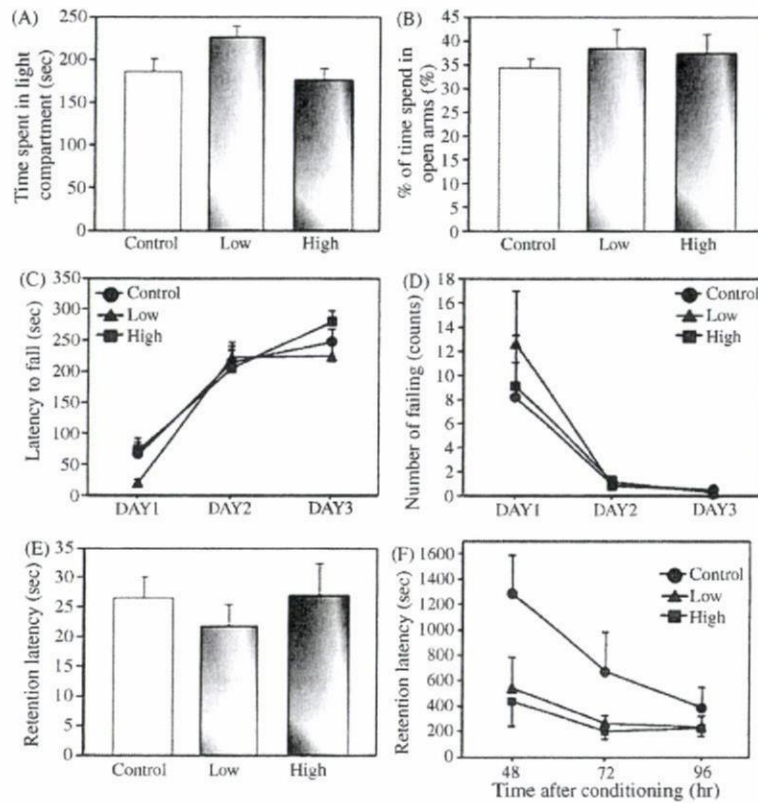 (A)
Time spent in light
compartment (sec)
250
200
150
100
50
0
Control Low High
(B)
% of time spend in
open arms (%)
45
40
35
30
25
20
15
10
5
0
Control Low High
(C)
Latency to fall (sec)
350
300
250
200
150
100
50
0
Control
Low
High
DAY1 DAY2 DAY3
(D)
Number of failing (counts)
18
16
14
12
10
8
6
4
2
0
Control
Low
High
DAY1 DAY2 DAY3
(E)
Retention latency (sec)
35
30
25
20
15
10
5
0
Control Low High
(F)
Retention latency (sec)
1600
1400
1200
1000
800
600
400
200
0
Control
Low
High
48 72 96
Time after conditioning (hr)